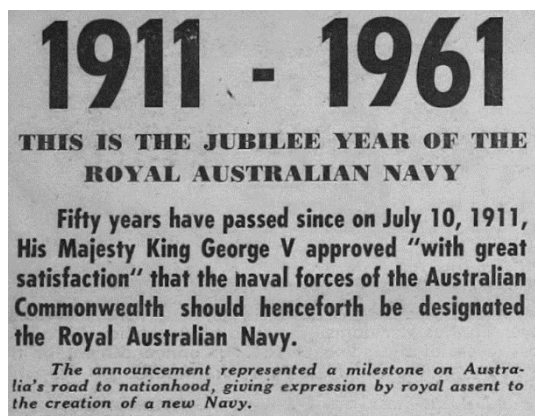 1911 - 1961
THIS IS THE JUBILEE YEAR OF THE
ROYAL AUSTRALIAN NAVY
Fifty years have passed since on July 10, 1911,
His Majesty King George V approved "with great
satisfaction" that the naval forces of the Australian
Commonwealth should henceforth be designated
the Royal Australian Navy.
The announcement represented a milestone on Austra-
lia's road to nationhood, giving expression by royal assent to
the creation of a new Navy.